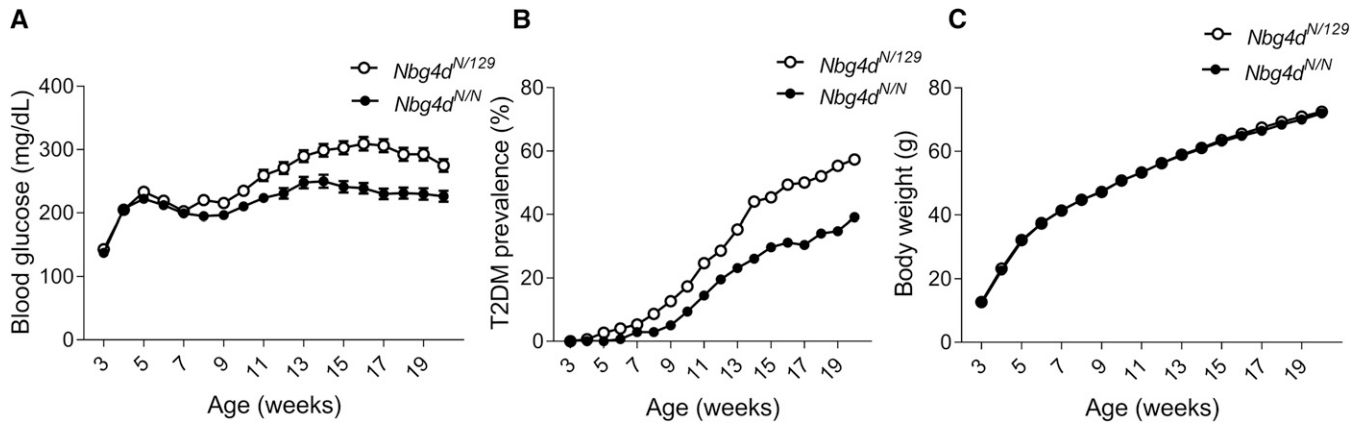 A
Nbg4d^N/129
Nbg4d^N/N
Blood glucose (mg/dL)
400
300
200
100
0
3 5 7 9 11 13 15 17 19
Age (weeks)
B
Nbg4d^N/129
Nbg4d^N/N
T2DM prevalence (%)
80
60
40
20
0
3 5 7 9 11 13 15 17 19
Age (weeks)
C
Nbg4d^N/129
Nbg4d^N/N
Body weight (g)
80
60
40
20
0
3 5 7 9 11 13 15 17 19
Age (weeks)